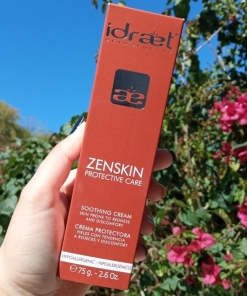 idræt
æ
ZENSKIN
PROTECTIVE CARE
SOOTHING CREAM
SKIN PRONE TO REDNESS
AND DISCOMFORT
CREMA PROTECTORA
PIELES CON TENDENCIA
A ROJECES Y DISCONFORT
HYPOALLERGENIC · HIPOALERGÉNICO
e 75 g. - 2.6 Oz.